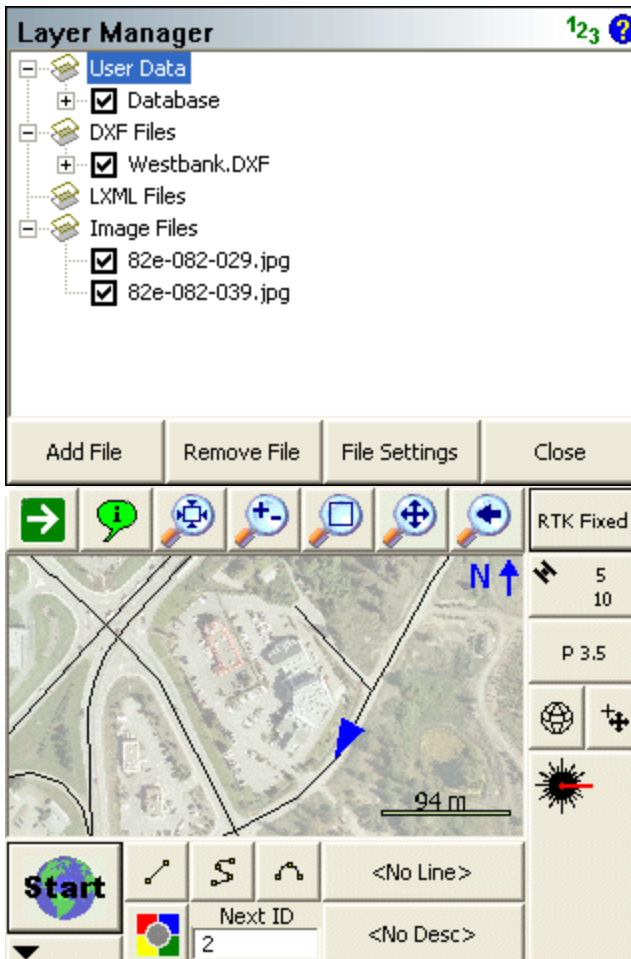 Layer Manager
123 ?
User Data
Database
DXF Files
Westbank.DXF
LXML Files
Image Files
82e-082-029.jpg
82e-082-039.jpg
Add File
Remove File
File Settings
Close
RTK Fixed
N
5
10
P 3.5
94 m
Start
<No Line>
Next ID
2
<No Desc>